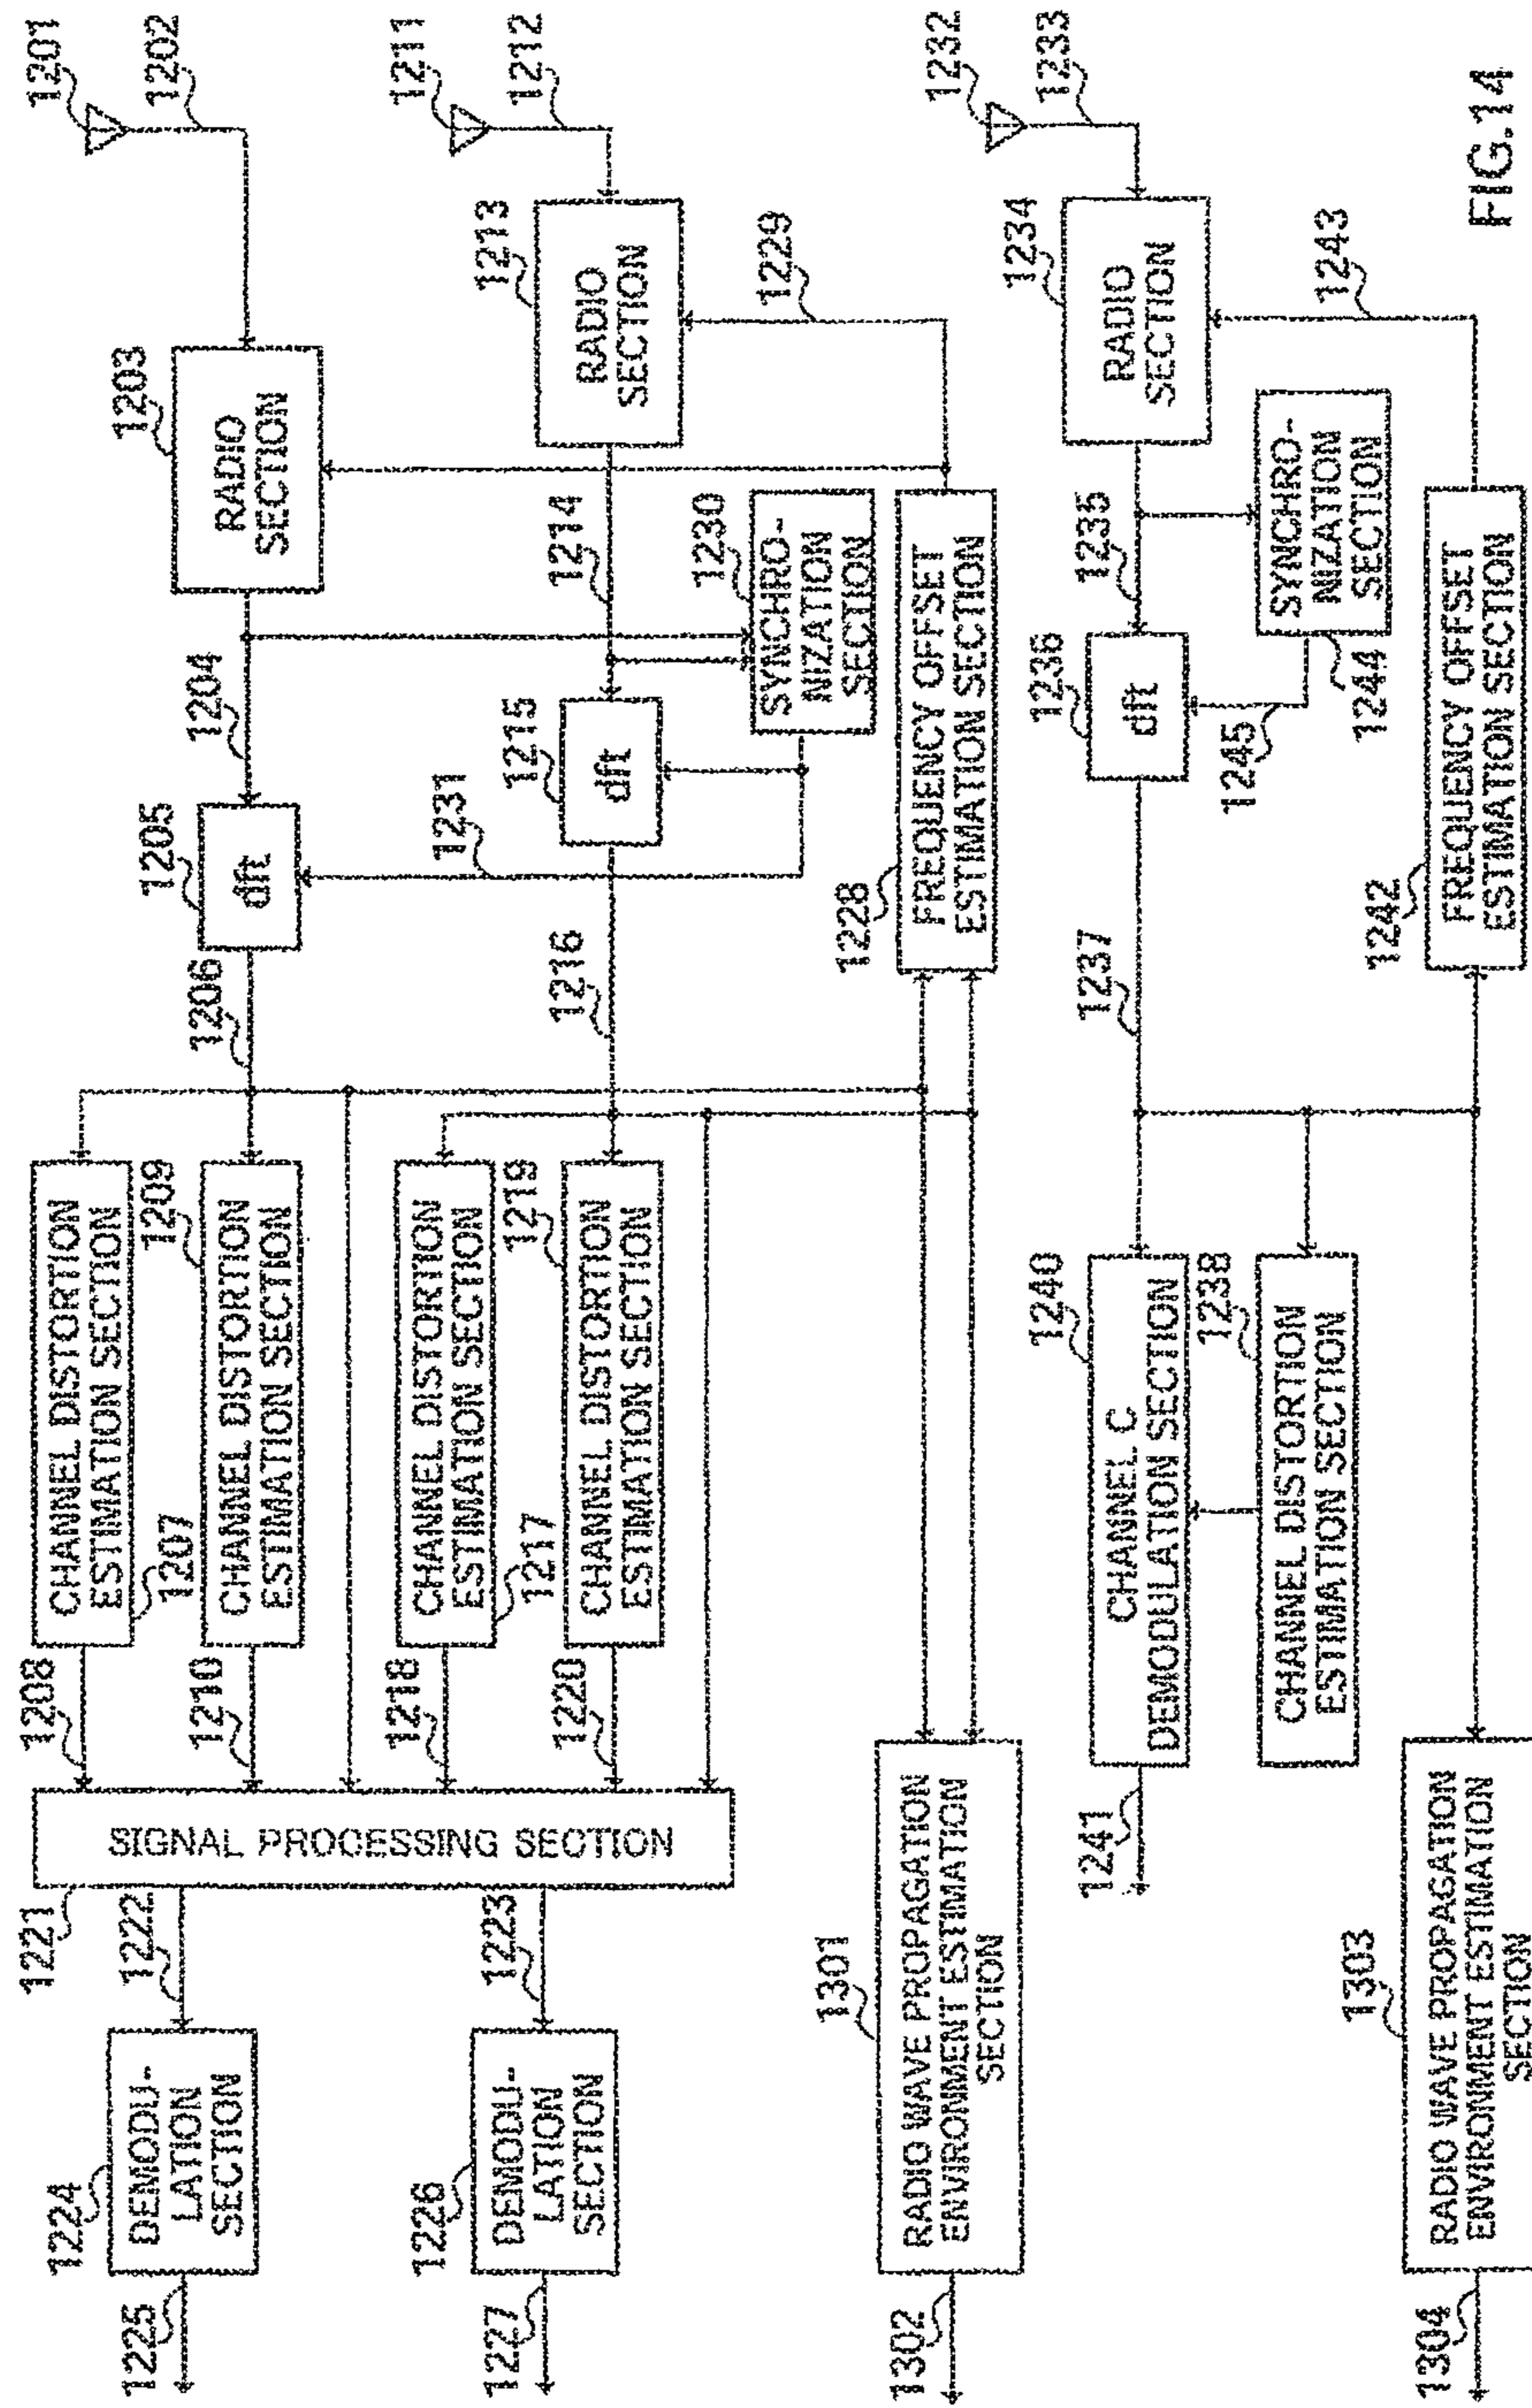 1201
1202
1203
RADIO
SECTION
1204
1205
dft
1206
CHANNEL DISTORTION
ESTIMATION SECTION
1207
1208
1209
CHANNEL DISTORTION
ESTIMATION SECTION
1210
1211
1212
1213
RADIO
SECTION
1214
1215
dft
1216
CHANNEL DISTORTION
ESTIMATION SECTION
1217
1218
1219
CHANNEL DISTORTION
ESTIMATION SECTION
1220
SIGNAL PROCESSING SECTION
1221
1222
1223
1224
DEMODU-
LATION
SECTION
1225
1226
DEMODU-
LATION
SECTION
1227
1228
FREQUENCY OFFSET
ESTIMATION SECTION
1229
1230
SYNCHRO-
NIZATION
SECTION
1231
1301
RADIO WAVE PROPAGATION
ENVIRONMENT ESTIMATION
SECTION
1302
1232
1233
1234
RADIO
SECTION
1235
1236
dft
1237
1238
CHANNEL DISTORTION
ESTIMATION SECTION
1240
CHANNEL C
DEMODULATION SECTION
1241
1242
FREQUENCY OFFSET
ESTIMATION SECTION
1243
SYNCHRO-
NIZATION
SECTION
1244
1245
1303
RADIO WAVE PROPAGATION
ENVIRONMENT ESTIMATION
SECTION
1304
FIG.14